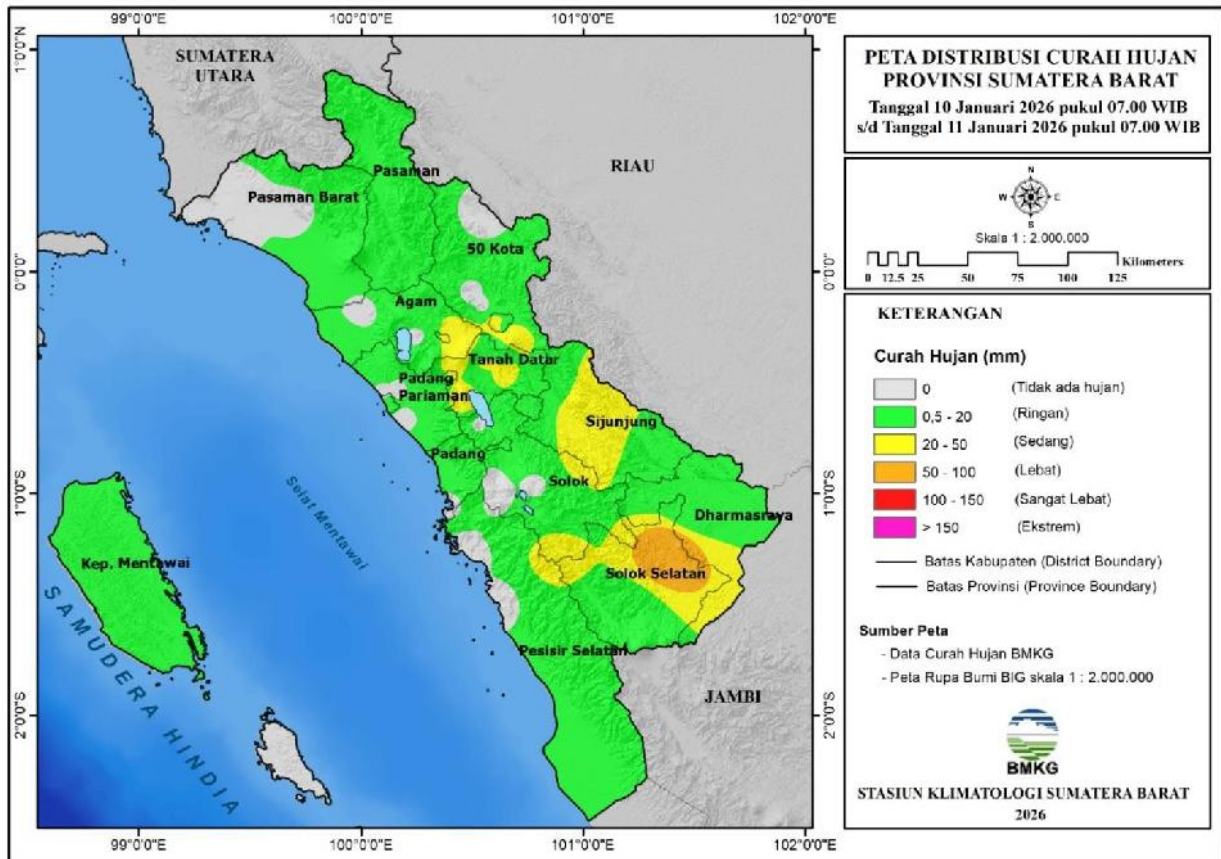 99°0'0"E 100°0'0"E 101°0'0"E 102°0'0"E
1°0'0"N
0°0'0"
1°0'0"S
2°0'0"S
SUMATERA
UTARA
RIAU
JAMBI
Pasaman
Pasaman Barat
50 Kota
Agam
Tanah Datar
Padang
Pariaman
Sijunjung
Padang
Solok
Dharmasraya
Solok Selatan
Kep. Mentawai
Pesisir Selatan
Selat Mentawai
SAMUDERA HINDIA
1°0'0"N
0°0'0"
1°0'0"S
2°0'0"S
99°0'0"E 100°0'0"E 101°0'0"E 102°0'0"E
PETA DISTRIBUSI CURAH HUJAN
PROVINSI SUMATERA BARAT
Tanggal 10 Januari 2026 pukul 07.00 WIB
s/d Tanggal 11 Januari 2026 pukul 07.00 WIB
N
W E
S
Skala 1 : 2.000.000
Kilometers
0 12.5 25 50 75 100 125
KETERANGAN
Curah Hujan (mm)
0 (Tidak ada hujan)
0,5 - 20 (Ringan)
20 - 50 (Sedang)
50 - 100 (Lebat)
100 - 150 (Sangat Lebat)
> 150 (Ekstrem)
Batas Kabupaten (District Boundary)
Batas Provinsi (Province Boundary)
Sumber Peta
- Data Curah Hujan BMKG
- Peta Rupa Bumi BIG skala 1 : 2.000.000
BMKG
STASIUN KLIMATOLOGI SUMATERA BARAT
2026